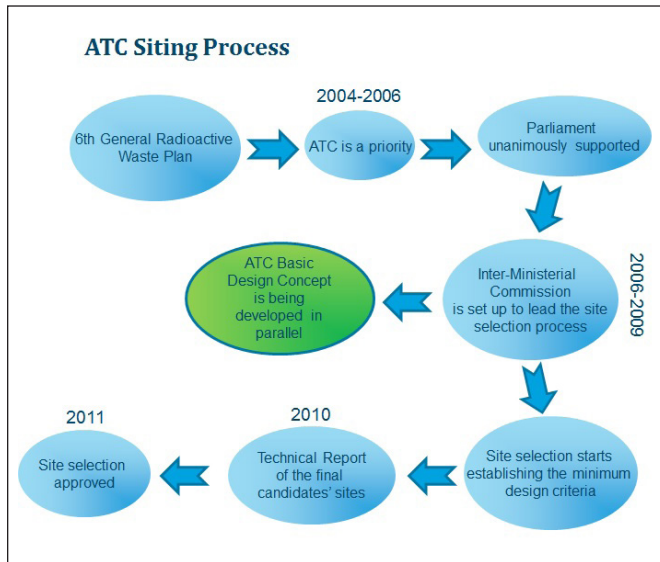 ATC Siting Process
2004-2006
6th General Radioactive
Waste Plan
ATC is a priority
Parliament
unanimously supported
ATC Basic
Design Concept
is being
developed in
parallel
Inter-Ministerial
Commission
is set up to lead the site
selection process
2006-2009
2011
2010
Site selection
approved
Technical Report
of the final
candidates' sites
Site selection starts
establishing the minimum
design criteria